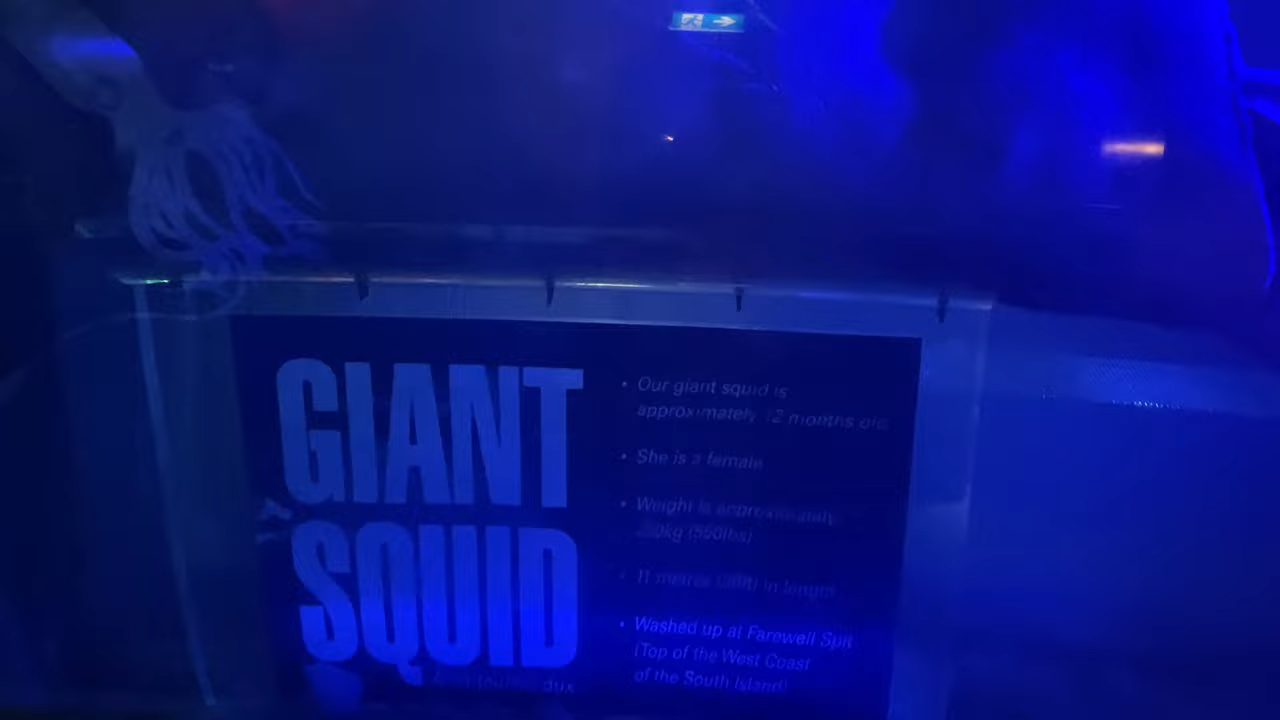 GIANT
SQUID
• Our giant squid is
approximately 12 months old
• She is a female
• Weight is approximately
(550lbs)
• 11 metres in length
• Washed up at Farewell Spit
(Top of the West Coast
of the South Island)